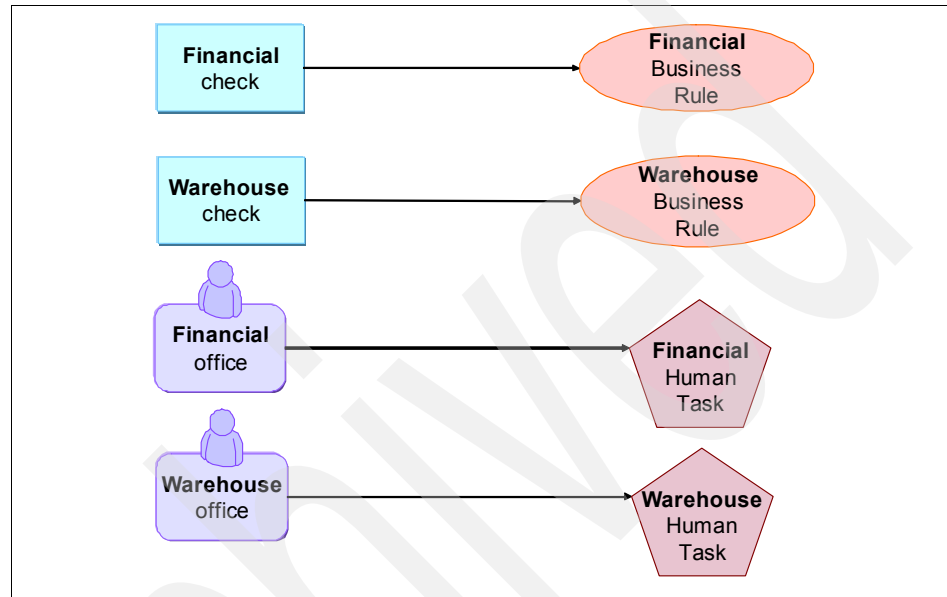 Financial
check
Financial
Business
Rule
Warehouse
check
Warehouse
Business
Rule
Financial
office
Financial
Human
Task
Warehouse
office
Warehouse
Human
Task